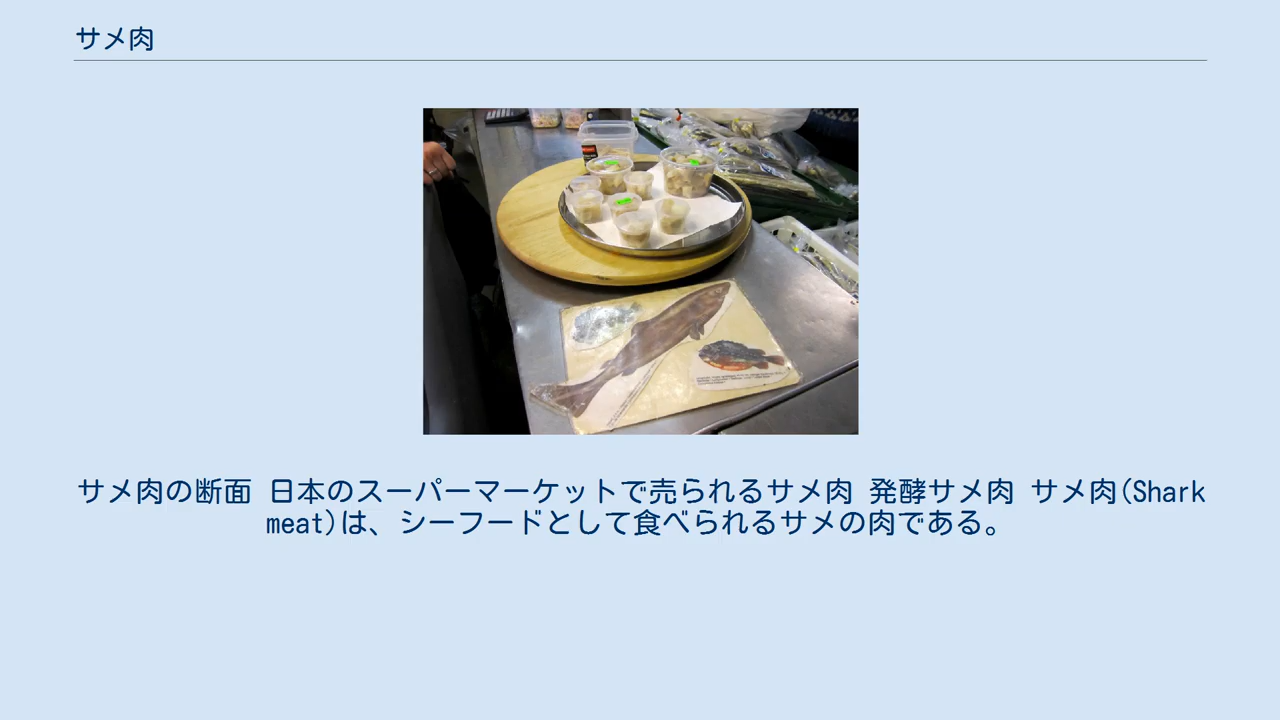 サメ肉
サメ肉の断面 日本のスーパーマーケットで売られるサメ肉 発酵サメ肉 サメ肉(Shark
meat)は、シーフードとして食べられるサメの肉である。